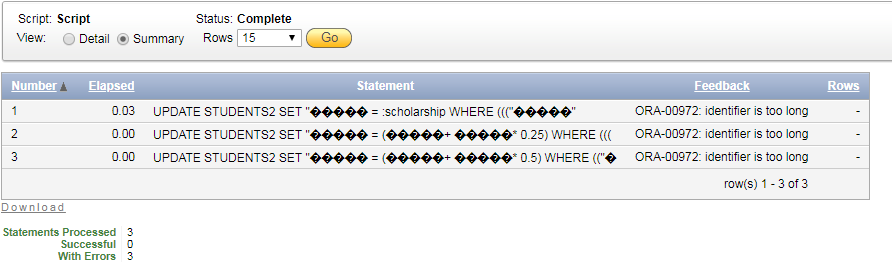 Script: Script Status: Complete
View: Detail Summary Rows 15 Go
Number Elapsed Statement Feedback Rows
1 0.03 UPDATE STUDENTS2 SET "����� = :scholarship WHERE ((("�����" ORA-00972: identifier is too long -
2 0.00 UPDATE STUDENTS2 SET "����� = (�����+ �����* 0.25) WHERE ((( ORA-00972: identifier is too long -
3 0.00 UPDATE STUDENTS2 SET "����� = (�����+ �����* 0.5) WHERE (("� ORA-00972: identifier is too long -
row(s) 1 - 3 of 3
Download
Statements Processed 3
Successful 0
With Errors 3